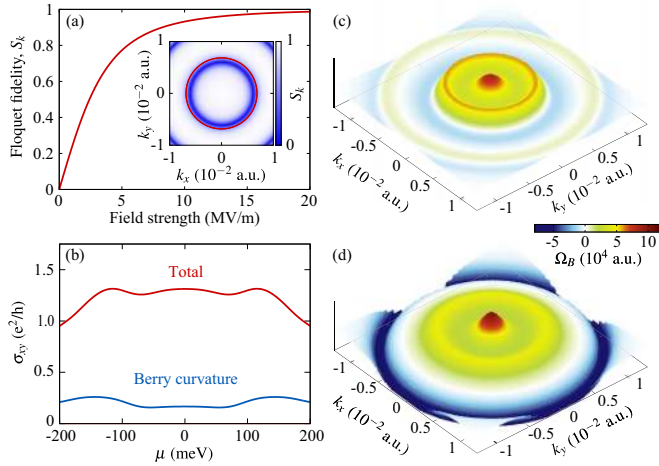 (a)
Floquet fidelity, S_k
1
0.8
0.6
0.4
0.2
0
0
5
10
15
20
Field strength (MV/m)
k_y (10⁻² a.u.)
1
0
-1
-1
0
1
k_x (10⁻² a.u.)
1
S_k
0
(b)
σ_xy (e²/h)
1.5
1.0
0.5
0
Total
Berry curvature
-200
-100
0
100
200
μ (meV)
(c)
-1
-0.5
0
0.5
1
k_x (10⁻² a.u.)
-1
-0.5
0
0.5
1
k_y (10⁻² a.u.)
-5
0
5
10
Ω_B (10⁴ a.u.)
(d)
-1
-0.5
0
0.5
1
k_x (10⁻² a.u.)
-1
-0.5
0
0.5
1
k_y (10⁻² a.u.)